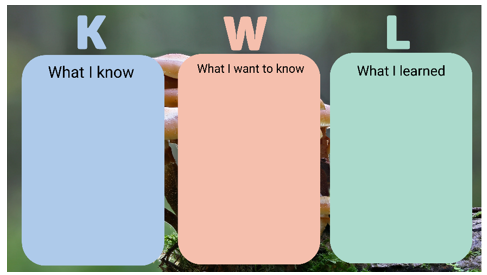 K W L
What I know
What I want to know
What I learned